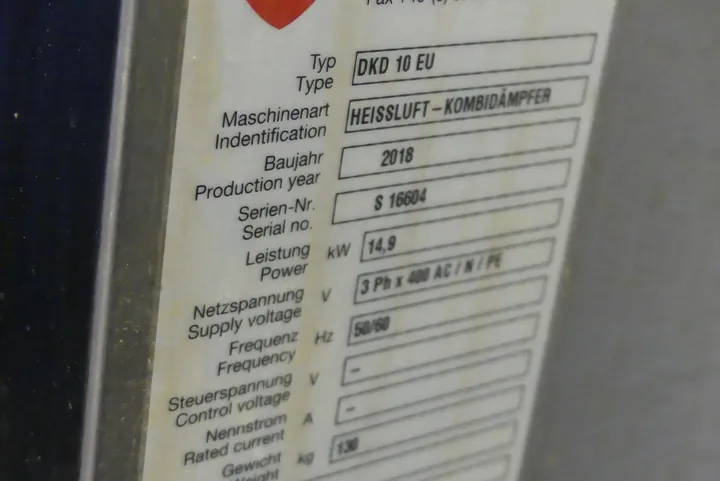 Typ DKD 10 EU
Type
Maschinenart HEISSLUFT-KOMBIDÄMPFER
Indentification
Baujahr 2018
Production year
Serien-Nr. S 16604
Serial no.
Leistung kW 14,9
Power
Netzspannung V 3 Ph x 400 AC / N / PE
Supply voltage
Frequenz Hz 50/60
Frequency
Steuerspannung V –
Control voltage
Nennstrom A –
Rated current
Gewicht kg 130